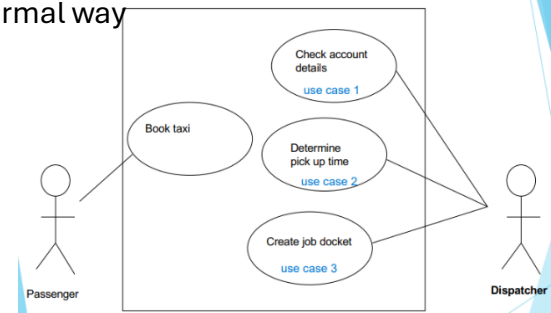 way
Check account
details
use case 1
Book taxi
Determine
pick up time
use case 2
Create job docket
use case 3
Passenger
Dispatcher